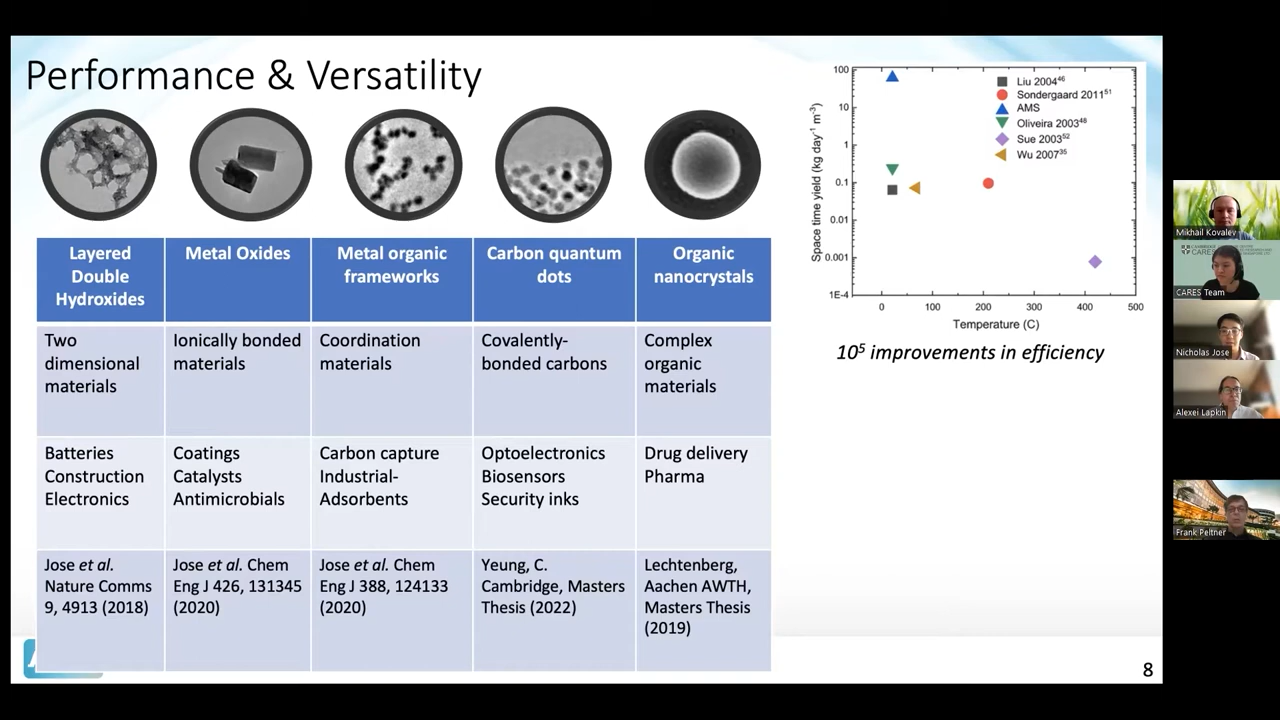 Performance & Versatility
Layered
Double
Hydroxides
Metal Oxides
Metal organic
frameworks
Carbon quantum
dots
Organic
nanocrystals
Two
dimensional
materials
Ionically bonded
materials
Coordination
materials
Covalently-
bonded carbons
Complex
organic
materials
Batteries
Construction
Electronics
Coatings
Catalysts
Antimicrobials
Carbon capture
Industrial-
Adsorbents
Optoelectronics
Biosensors
Security inks
Drug delivery
Pharma
Jose et al.
Nature Comms
9, 4913 (2018)
Jose et al. Chem
Eng J 426, 131345
(2020)
Jose et al. Chem
Eng J 388, 124133
(2020)
Yeung, C.
Cambridge, Masters
Thesis (2022)
Lechtenberg,
Aachen AWTH,
Masters Thesis
(2019)
Space time yield (kg day⁻¹ m⁻³)
100
10
1
0.1
0.01
0.001
1E-4
Liu 2004⁴⁶
Sondergaard 2011⁵¹
AMS
Oliveira 2003⁴⁸
Sue 2003⁵²
Wu 2007³⁵
0 100 200 300 400 500
Temperature (C)
10⁵ improvements in efficiency
8
Mikhail Kovalev
CARES
CARES Team
Nicholas Jose
Alexei Lapkin
Frank Peltner